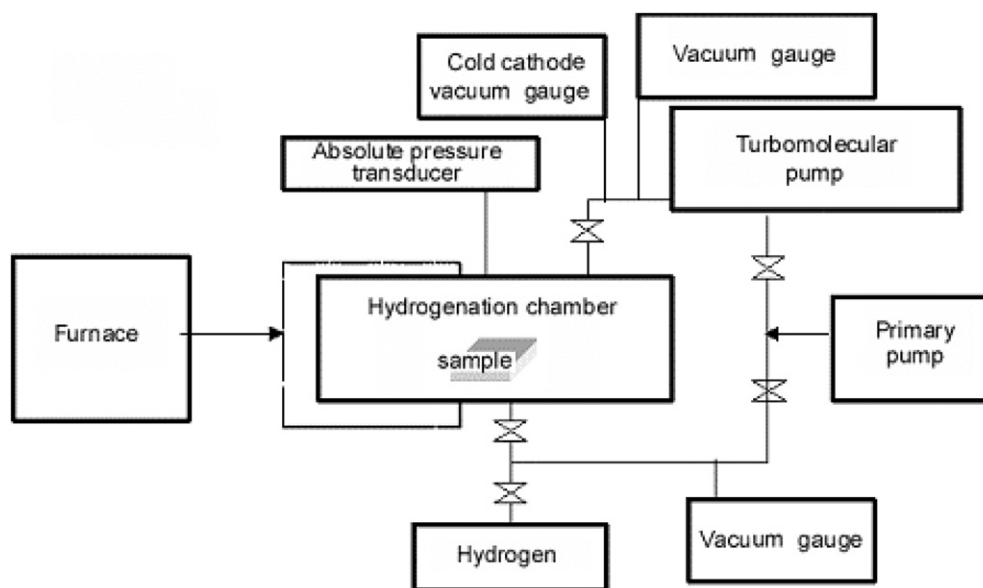 Cold cathode
vacuum gauge
Vacuum gauge
Absolute pressure
transducer
Turbomolecular
pump
Furnace
Hydrogenation chamber
sample
Primary
pump
Hydrogen
Vacuum gauge